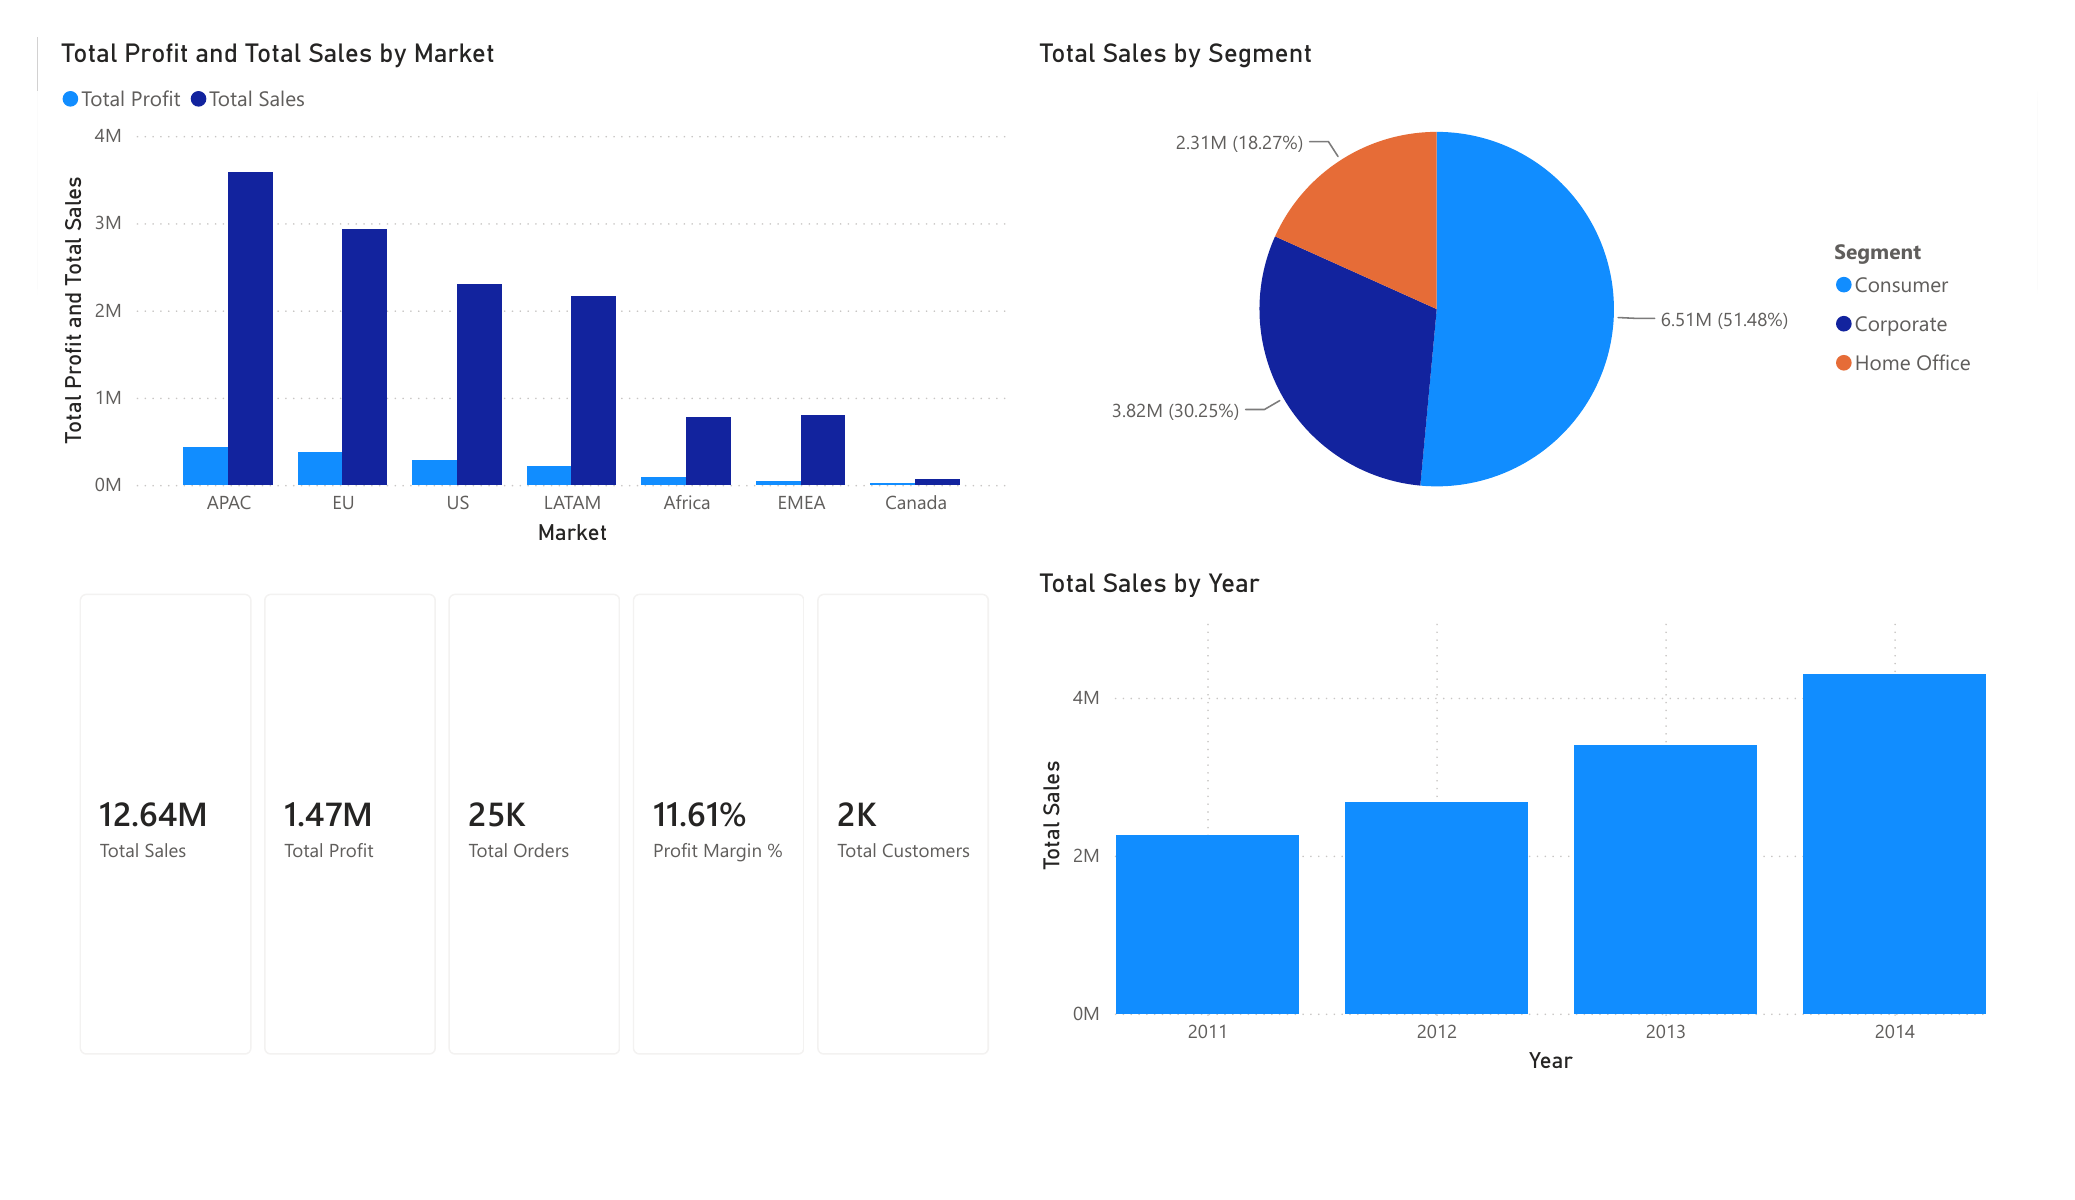 Total Profit and Total Sales by Market
Total Profit Total Sales
Total Profit and Total Sales
4M
3M
2M
1M
0M
APAC EU US LATAM Africa EMEA Canada
Market
Total Sales by Segment
2.31M (18.27%)
6.51M (51.48%)
3.82M (30.25%)
Segment
Consumer
Corporate
Home Office
12.64M
Total Sales
1.47M
Total Profit
25K
Total Orders
11.61%
Profit Margin %
2K
Total Customers
Total Sales by Year
Total Sales
4M
2M
0M
2011 2012 2013 2014
Year